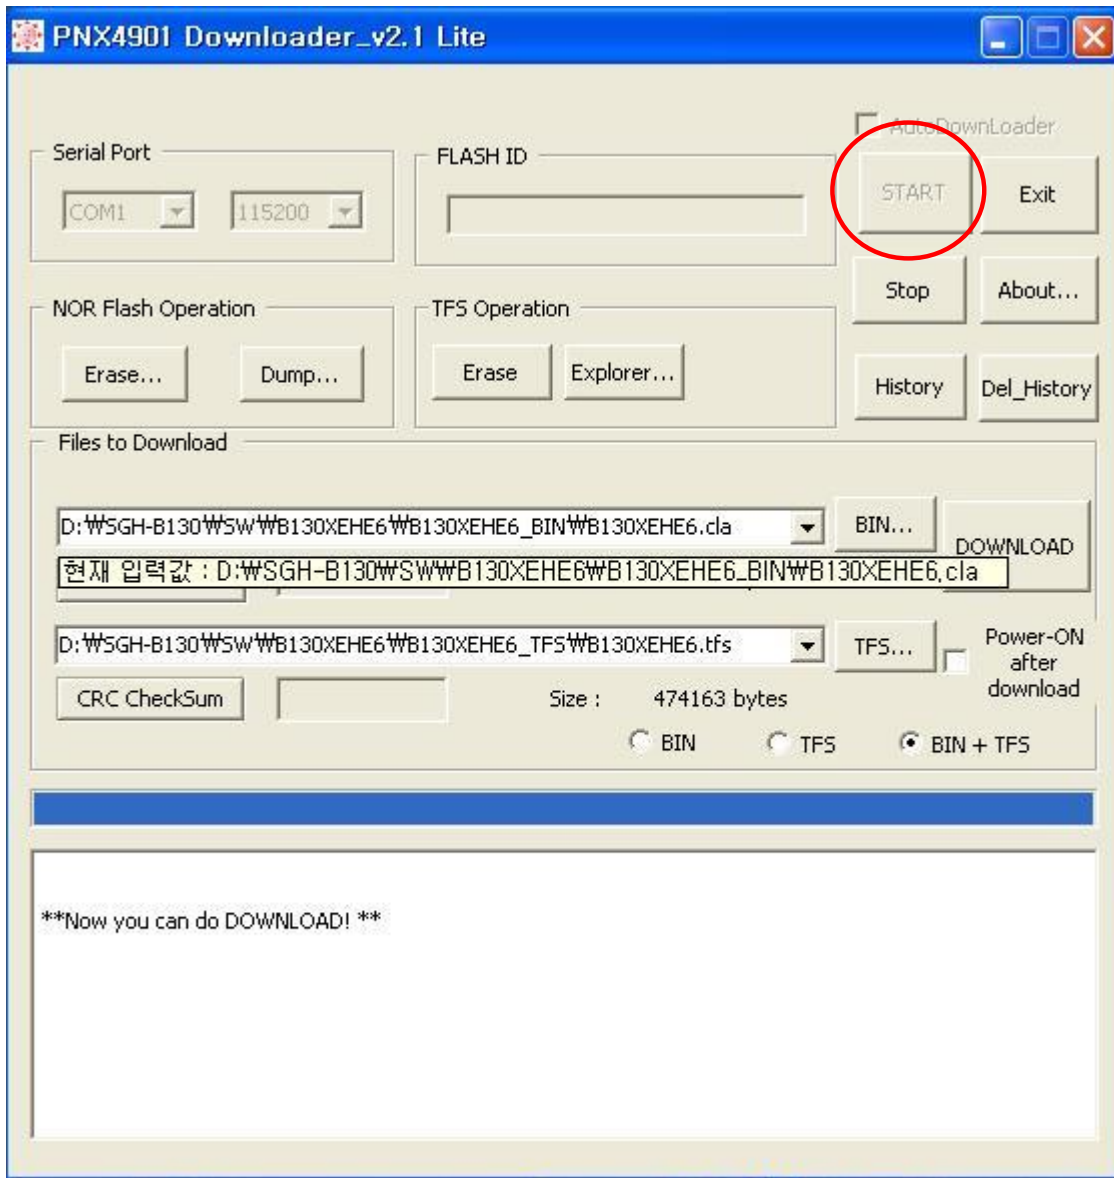 PNX4901 Downloader_v2.1 Lite
AutoDownLoader
Serial Port
COM1
115200
FLASH ID
START
Exit
Stop
About...
NOR Flash Operation
Erase...
Dump...
TFS Operation
Erase
Explorer...
History
Del_History
Files to Download
D:₩SGH-B130₩SW₩B130XEHE6₩B130XEHE6_BIN₩B130XEHE6.cla
BIN...
DOWNLOAD
현재 입력값 : D:₩SGH-B130₩SW₩B130XEHE6₩B130XEHE6_BIN₩B130XEHE6.cla
D:₩SGH-B130₩SW₩B130XEHE6₩B130XEHE6_TFS₩B130XEHE6.tfs
TFS...
Power-ON
after
download
CRC CheckSum
Size : 474163 bytes
BIN
TFS
BIN + TFS
**Now you can do DOWNLOAD! **